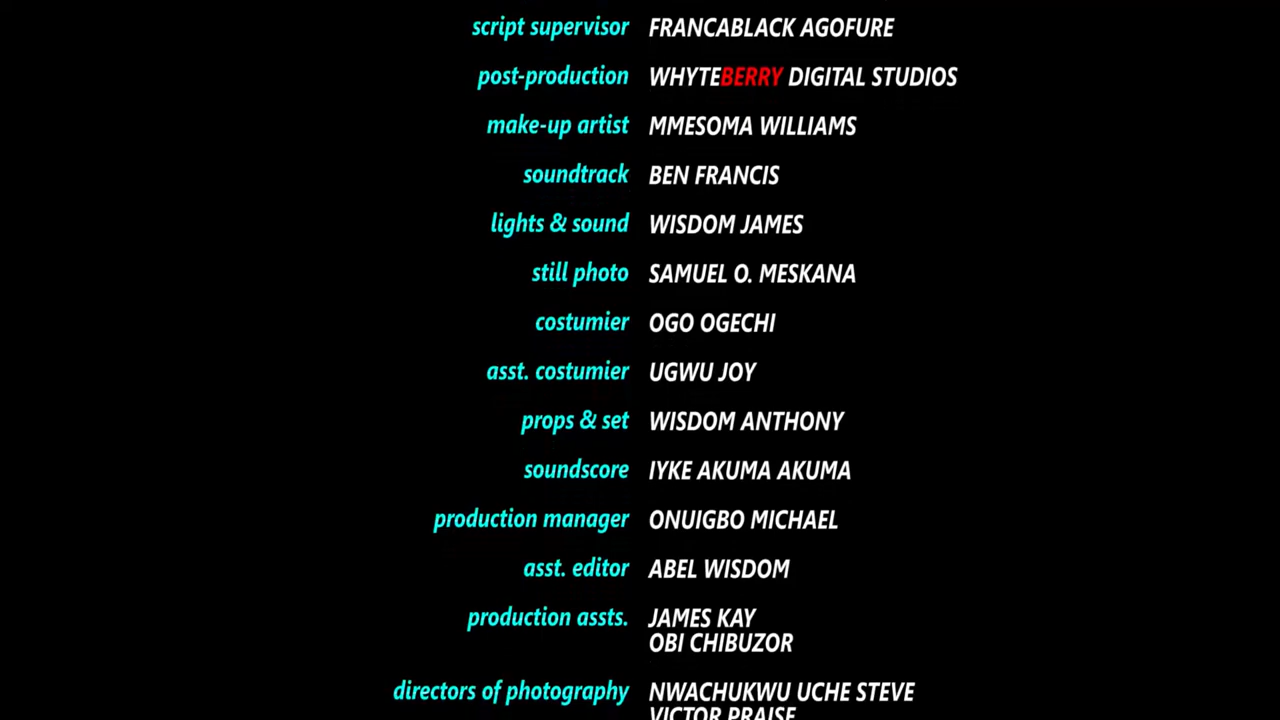 script supervisor FRANCABLACK AGOFURE
post-production WHYTEBERRY DIGITAL STUDIOS
make-up artist MMESOMA WILLIAMS
soundtrack BEN FRANCIS
lights & sound WISDOM JAMES
still photo SAMUEL O. MESKANA
costumier OGO OGECHI
asst. costumier UGWU JOY
props & set WISDOM ANTHONY
soundscore IYKE AKUMA AKUMA
production manager ONUIGBO MICHAEL
asst. editor ABEL WISDOM
production assts. JAMES KAY
OBI CHIBUZOR
directors of photography NWACHUKWU UCHE STEVE
VICTOR PRAISE